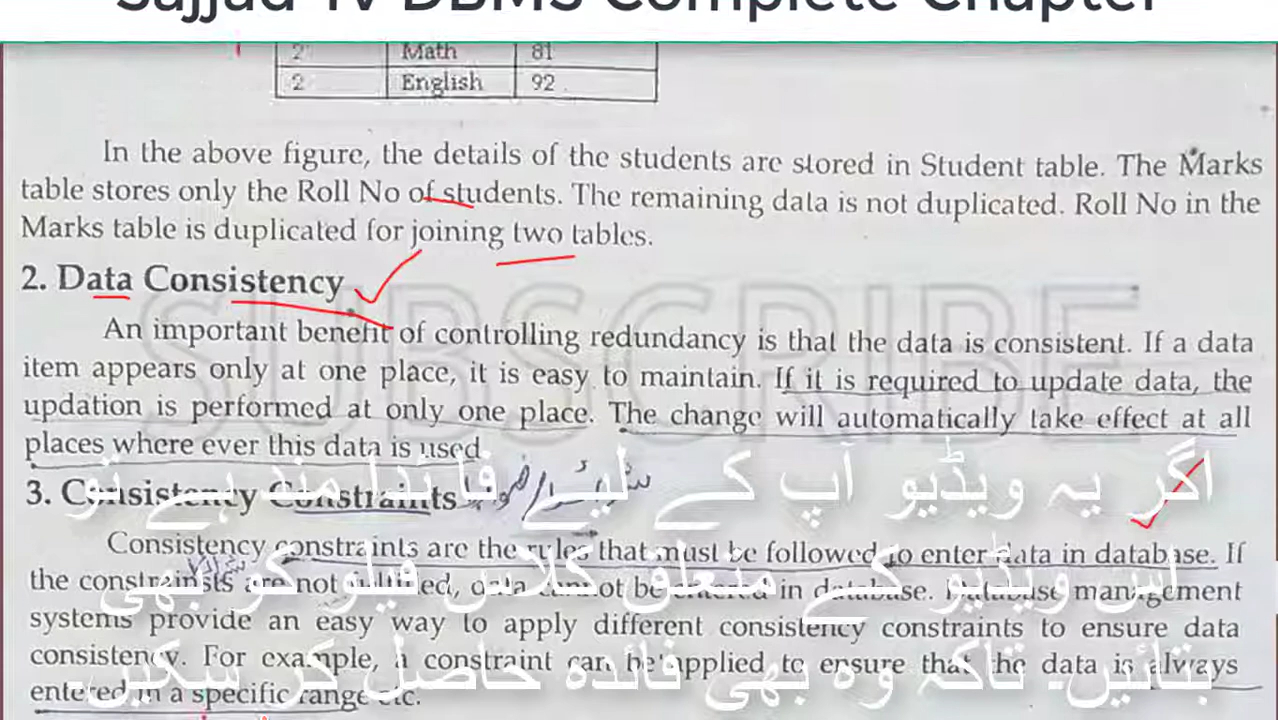 Sajjad Tv DBMS Complete Chapter
2 Math 81
2 English 92
In the above figure, the details of the students are stored in Student table. The Marks
table stores only the Roll No of students. The remaining data is not duplicated. Roll No in the
Marks table is duplicated for joining two tables.
2. Data Consistency
SUBSCRIBE
An important benefit of controlling redundancy is that the data is consistent. If a data
item appears only at one place, it is easy to maintain. If it is required to update data, the
updation is performed at only one place. The change will automatically take effect at all
places where ever this data is used
اگر یہ ویڈیو آپ کے لیے فائدہ مند ہے تو
3. Consistency Constraints
Consistency constraints are the rules that must be followed to enter data in database. If
اس ویڈیو کے متعلق کلاس فیلو کو بھی
the constraints are not fulfilled, data cannot be entered in database. Database management
systems provide an easy way to apply different consistency constraints to ensure data
consistency. For example, a constraint can be applied to ensure that the data is always
بتائیں۔ تاکہ وہ بھی فائدہ حاصل کر سکیں۔
entered in a specific range etc.